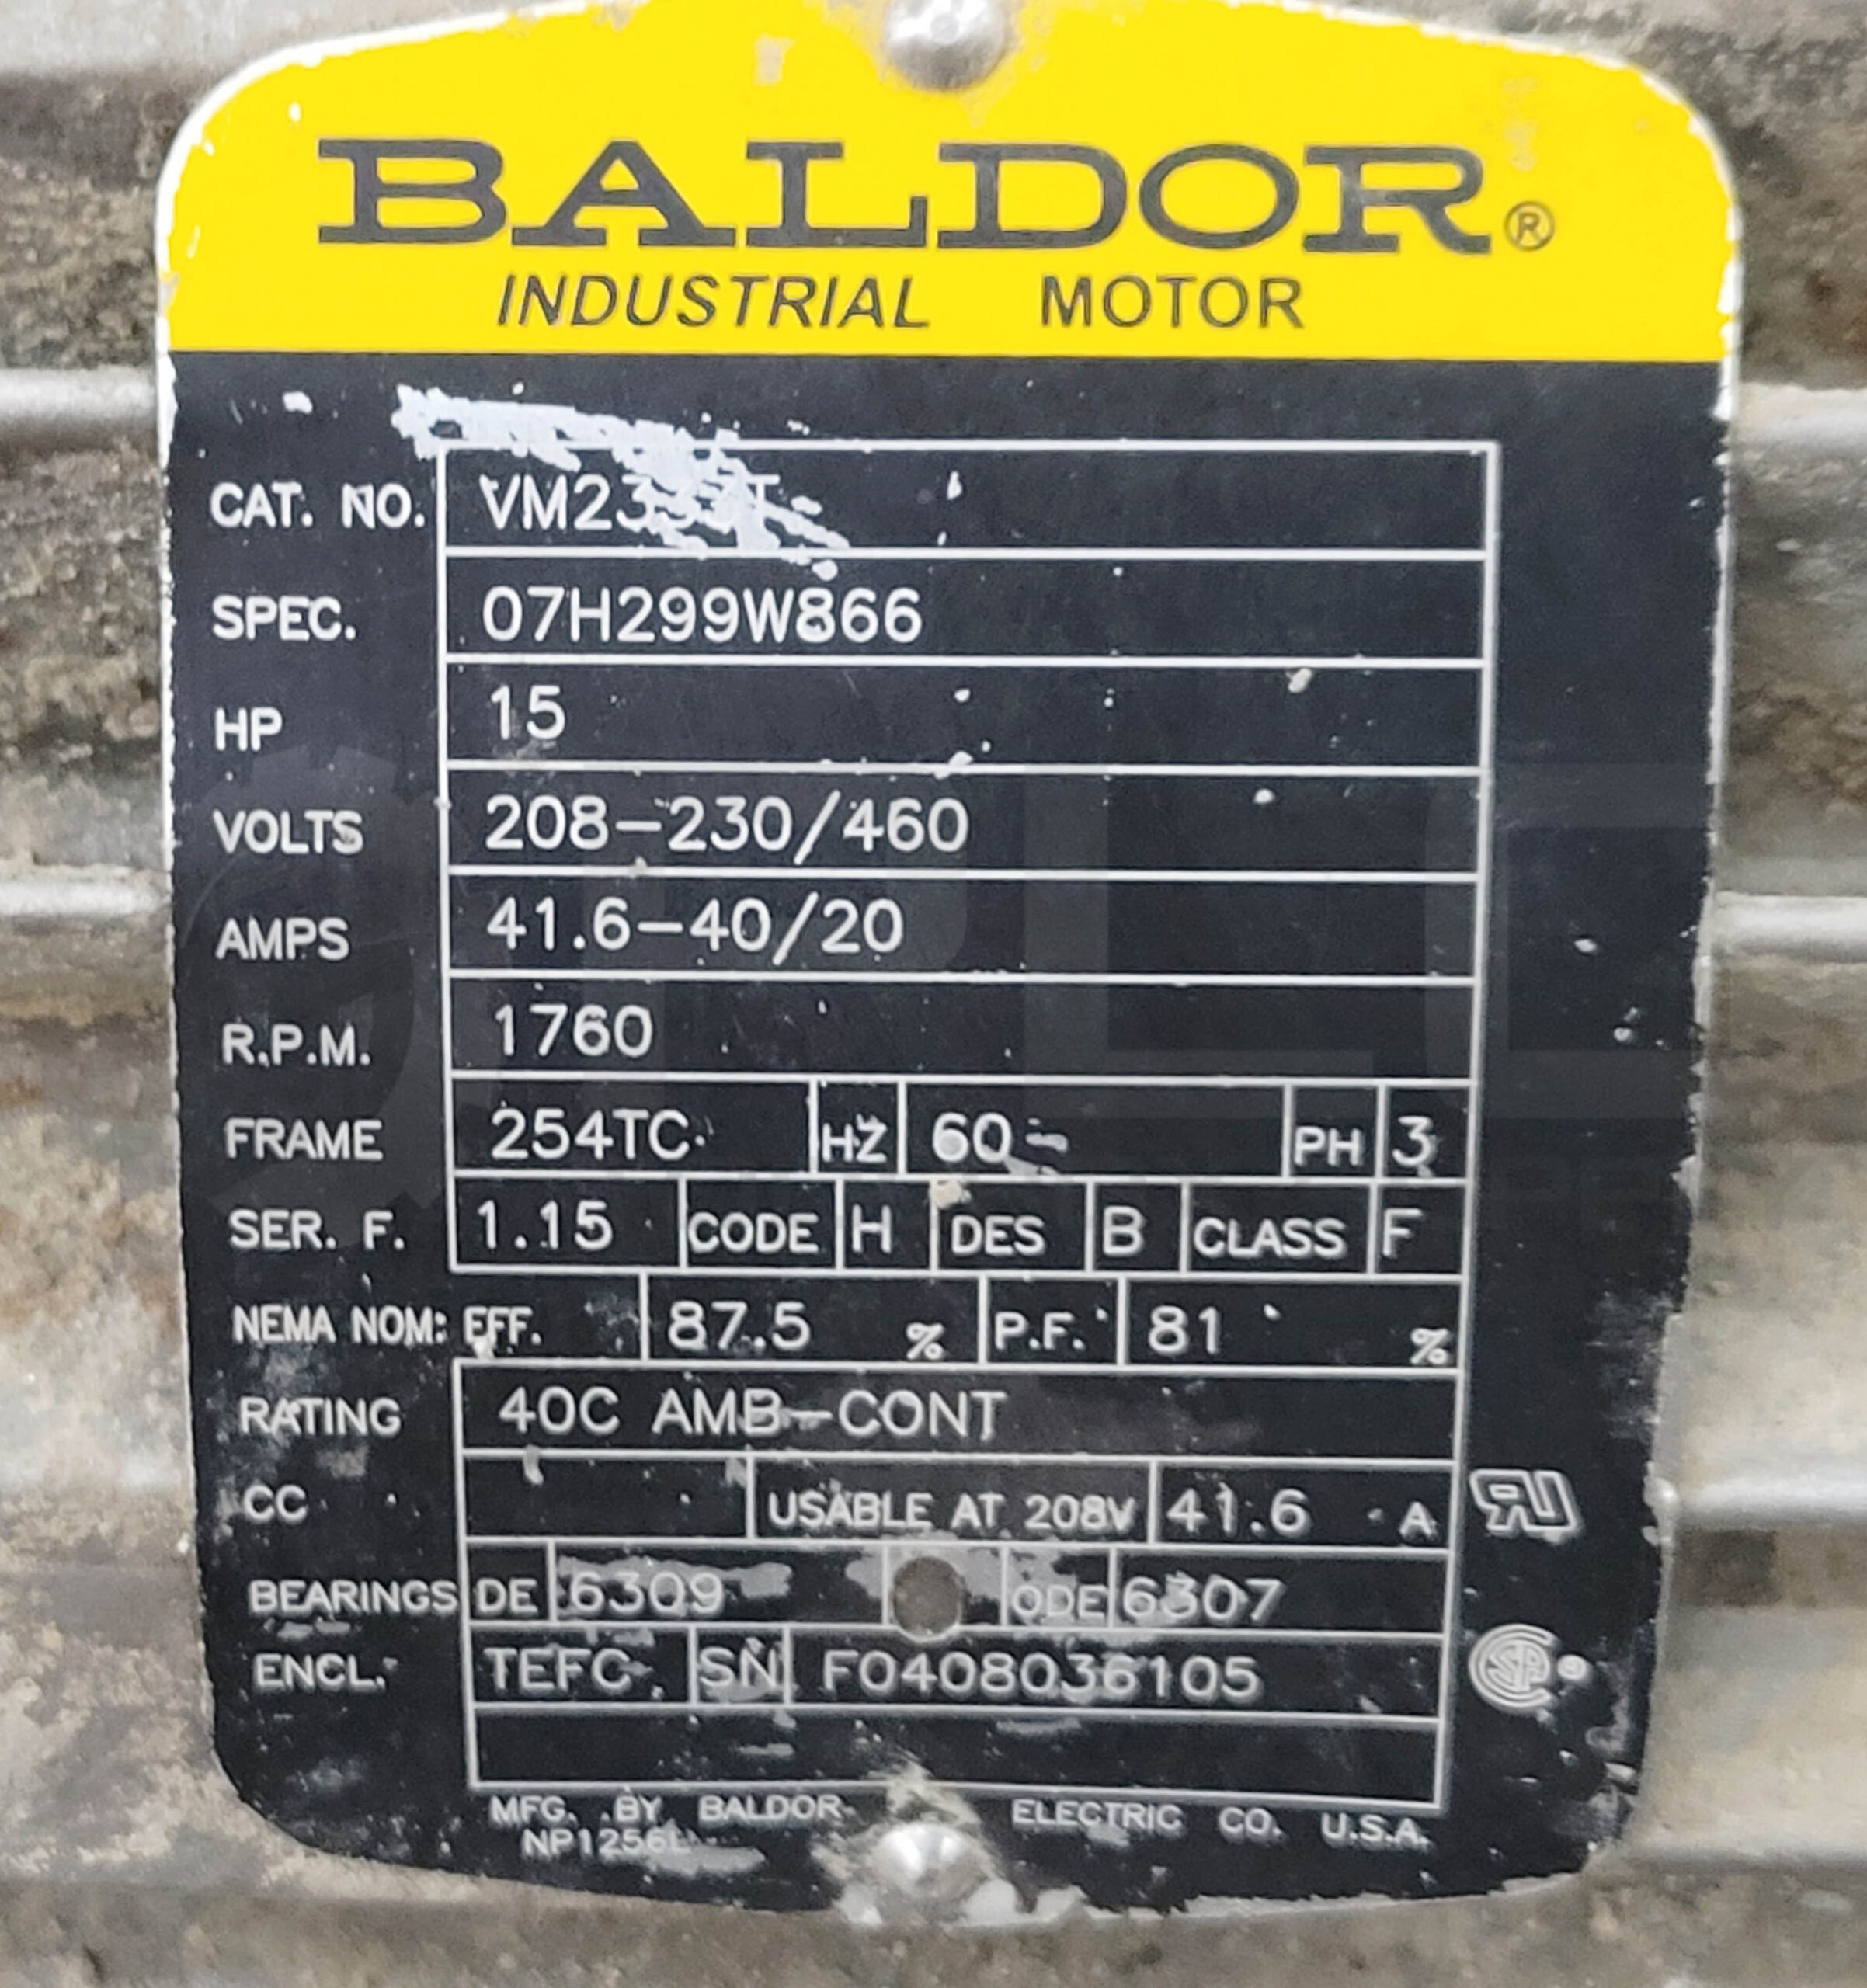 BALDOR®
INDUSTRIAL MOTOR
CAT. NO.
SPEC. 07H299W866
HP 15
VOLTS 208-230/460
AMPS 41.6-40/20
R.P.M. 1760
FRAME 254TC HZ 60 PH 3
SER. F. 1.15 CODE H DES B CLASS F
NEMA NOM. EFF. 87.5 % P.F. 81 %
RATING 40C AMB-CONT
CC USABLE AT 208V 41.6 A
BEARINGS DE 6309 ODE 6307
ENCL. TEFC SN F0408036105
MFG. BY BALDOR ELECTRIC CO. U.S.A.
NP1256L